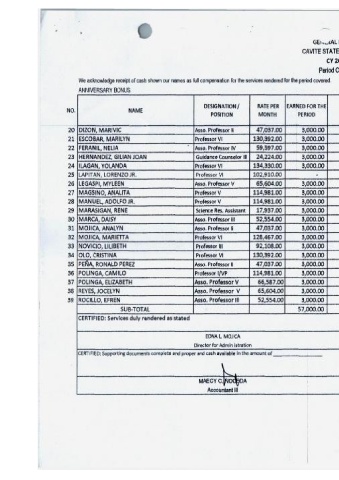 CAVITE STATE
CY 2
Period C
We acknowledge receipt of cash shown our names as full compensation for the services rendered for the period covered
ANNIVERSARY BONUS
NO. NAME DESIGNATION / POSITION RATE PER MONTH EARNED FOR THE PERIOD
20 DIZON, MARIVIC Asso. Professor II 47,037.00 3,000.00
21 ESCOBAR, MARILYN Professor VI 130,392.00 3,000.00
22 FERANIL, NELIA Asso. Professor IV 59,397.00 3,000.00
23 HERNANDEZ, GILIAN JOAN Guidance Counselor III 24,224.00 3,000.00
24 ILAGAN, YOLANDA Professor VI 134,330.00 3,000.00
25 LAPITAN, LORENZO JR. Professor VI 102,910.00 -
26 LEGASPI, MYLEEN Asso. Professor V 65,604.00 3,000.00
27 MAGSINO, ANALITA Professor V 114,981.00 3,000.00
28 MANUEL, ADOLFO JR. Professor V 114,981.00 3,000.00
29 MARASIGAN, RENE Science Res. Assistant 17,937.00 3,000.00
30 MARCA, DAISY Asso. Professor III 52,554.00 3,000.00
31 MOJICA, ANALYN Asso. Professor II 47,037.00 3,000.00
32 MOJICA, MARIETTA Professor VI 128,467.00 3,000.00
33 NOVICIO, LILIBETH Professor III 92,108.00 3,000.00
34 OLO, CRISTINA Professor VI 130,392.00 3,000.00
35 PEÑA, RONALD PEREZ Asso. Professor II 47,037.00 3,000.00
36 POLINGA, CAMILO Professor I/VP 114,981.00 3,000.00
37 POLINGA, ELIZABETH Asso. Professor V 66,587.00 3,000.00
38 REYES, JOCELYN Asso. Professor V 65,604.00 3,000.00
39 ROCILLO, EFREN Asso. Professor III 52,554.00 3,000.00
SUB-TOTAL 57,000.00
CERTIFIED: Services duly rendered as stated
EDNA L. MOJICA
Director for Administration
CERTIFIED: Supporting documents complete and proper and cash available in the amount of
MAECY C.
Accountant III